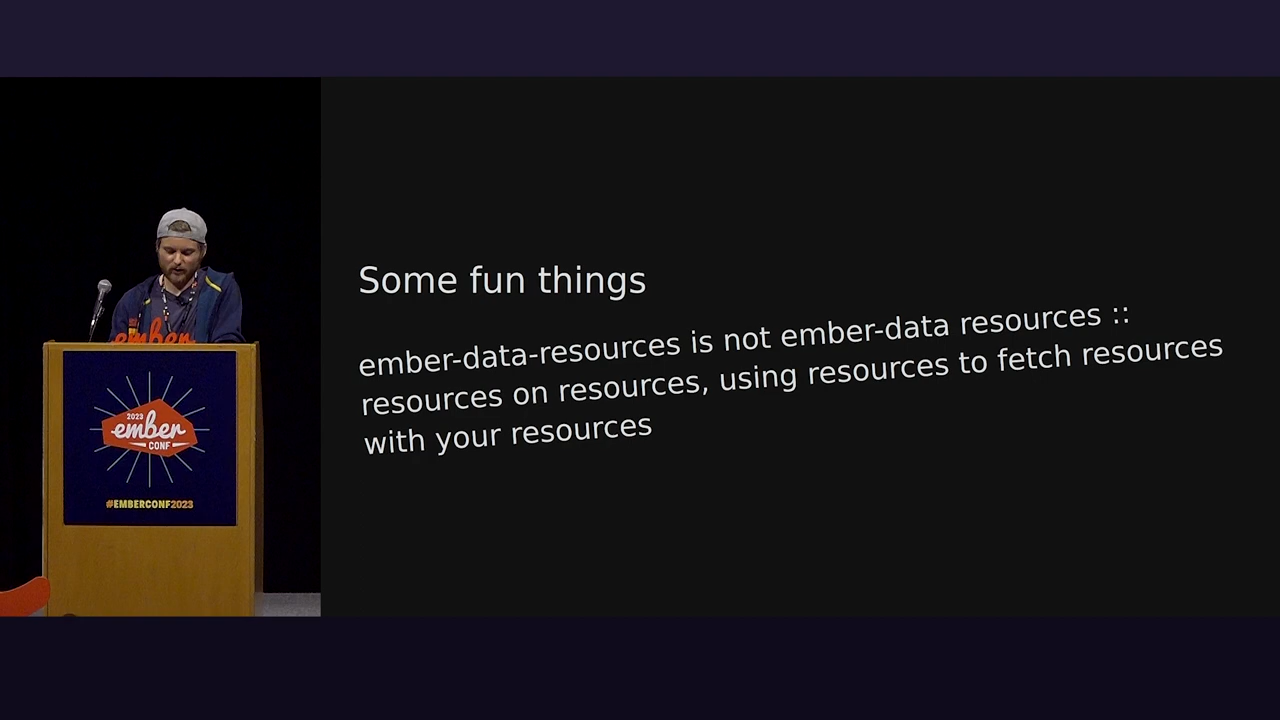 Some fun things
ember-data-resources is not ember-data resources ::
resources on resources, using resources to fetch resources
with your resources
ember
2023
ember
CONF
#EMBERCONF2023